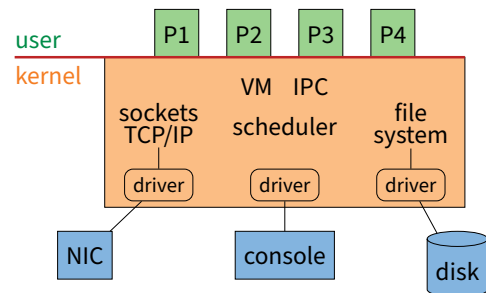 P1 P2 P3 P4
user
kernel
VM IPC
sockets
TCP/IP
scheduler
file
system
driver driver driver
NIC console disk